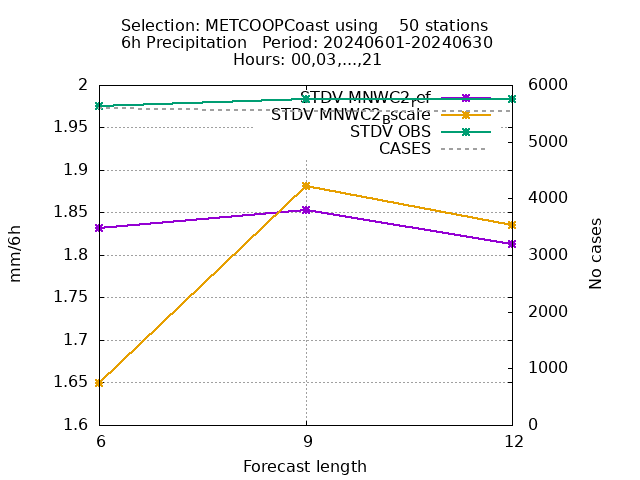 Selection: METCOOPCoast using    50 stations
6h Precipitation   Period: 20240601-20240630
Hours: 00,03,...,21
2
1.95
1.9
1.85
1.8
1.75
1.7
1.65
1.6
mm/6h
6000
5000
4000
3000
2000
1000
0
No cases
STDV MNWC2ref
STDV MNWC2Bscale
STDV OBS
CASES
6
9
12
Forecast length